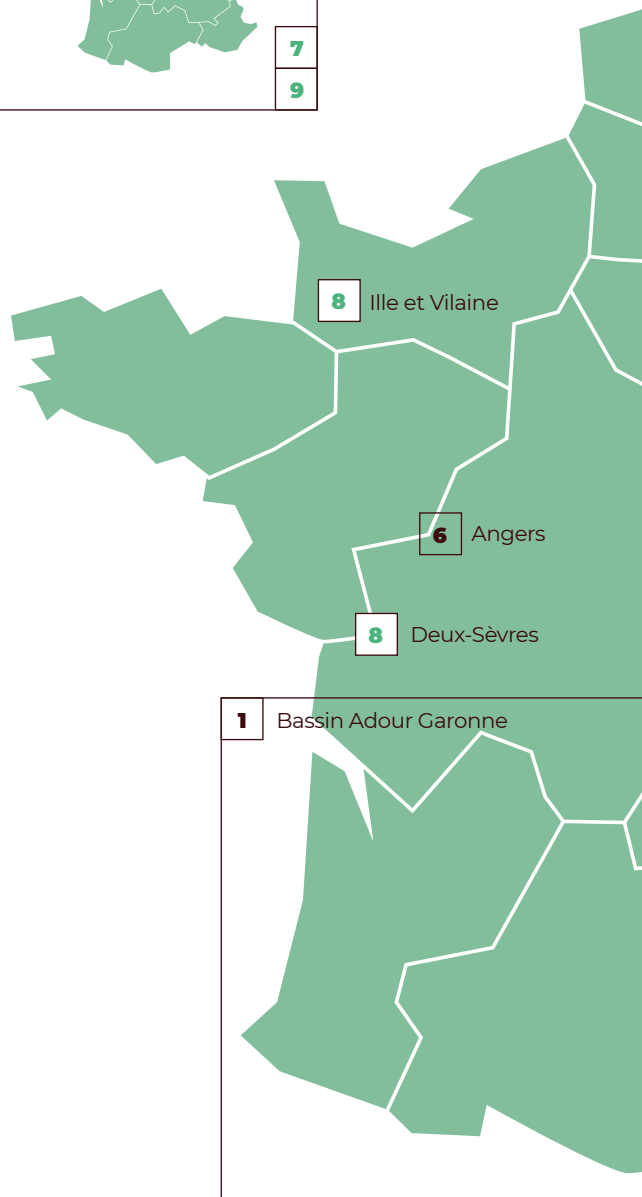 7
9
8 Ille et Vilaine
6 Angers
8 Deux-Sèvres
1 Bassin Adour Garonne